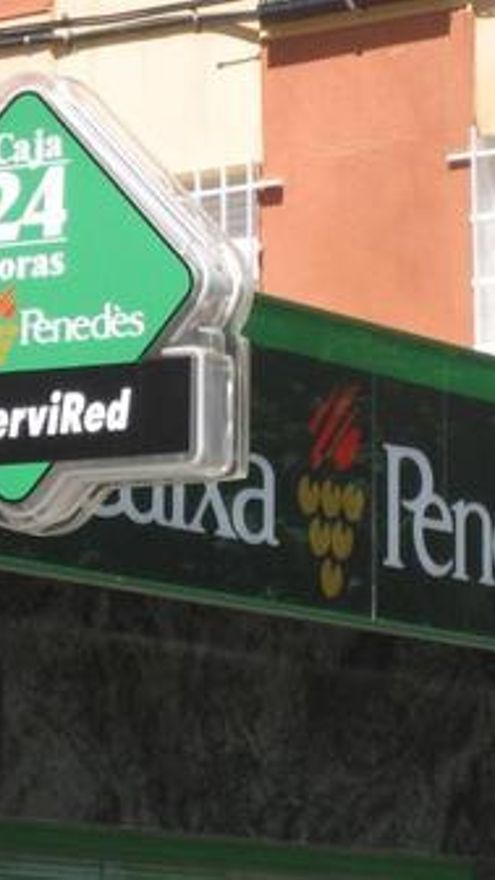 Caja
24
oras
Penedès
erviRed
aixa
Pene